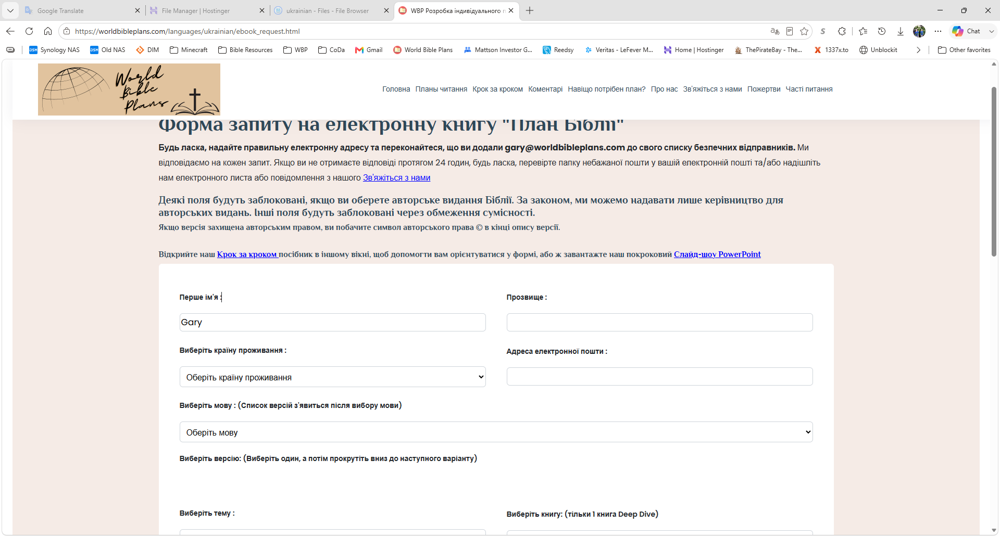 Google Translate
File Manager | Hostinger
ukrainian - Files - File Browser
WBP Розробка індивідуального п
https://worldbibleplans.com/languages/ukrainian/ebook_request.html
Chat
Synology NAS
Old NAS
DIM
Minecraft
Bible Resources
WBP
CoDa
Gmail
World Bible Plans
Mattson Investor G...
Reedsy
Veritas - LeFever M...
Home | Hostinger
ThePirateBay - The...
1337x.to
Unblockit
Other favorites
World
Bible
Plans
Головна Планы читання Крок за кроком Коментарі Навіщо потрібен план? Про нас Зв'яжіться з нами Пожертви Часті питання
Форма запиту на електронну книгу "План Біблії"
Будь ласка, надайте правильну електронну адресу та переконайтеся, що ви додали gary@worldbibleplans.com до свого списку безпечних відправників. Ми
відповідаємо на кожен запит. Якщо ви не отримаєте відповіді протягом 24 годин, будь ласка, перевірте папку небажаної пошти у вашій електронній пошті та/або надішліть
нам електронного листа або повідомлення з нашого Зв'яжіться з нами
Деякі поля будуть заблоковані, якщо ви оберете авторське видання Біблії. За законом, ми можемо надавати лише керівництво для
авторських видань. Інші поля будуть заблоковані через обмеження сумісності.
Якщо версія захищена авторським правом, ви побачите символ авторського права © в кінці опису версії.
Відкрийте наш Крок за кроком посібник в іншому вікні, щоб допомогти вам орієнтуватися у формі, або ж завантажте наш покроковий Слайд-шоу PowerPoint
Перше ім'я :
Прозвище :
Gary
Виберіть країну проживання :
Адреса електронної пошти :
Оберіть країну проживання
Виберіть мову : (Список версій з'явиться після вибору мови)
Оберіть мову
Виберіть версію: (Виберіть один, а потім прокрутіть вниз до наступного варіанту)
Виберіть тему :
Виберіть книгу: (тільки 1 книга Deep Dive)